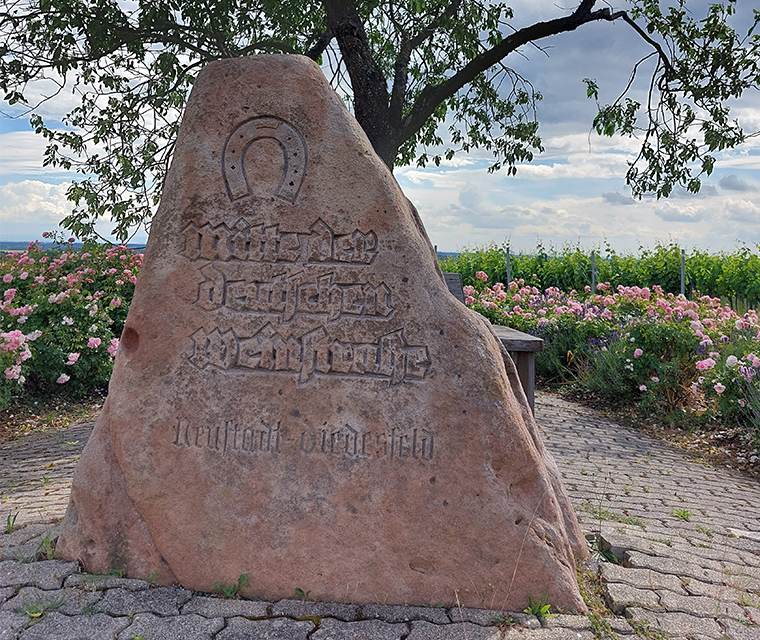 Mitte der
deutschen
Weinstraße
Neustadt-Diedesfeld